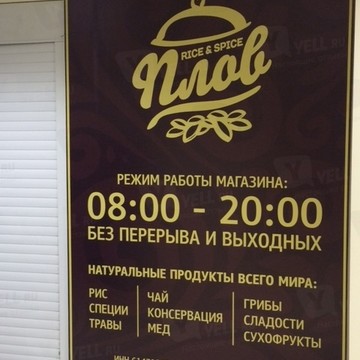 RICE & SPICE
Плов
РЕЖИМ РАБОТЫ МАГАЗИНА:
08:00 - 20:00
БЕЗ ПЕРЕРЫВА И ВЫХОДНЫХ
НАТУРАЛЬНЫЕ ПРОДУКТЫ ВСЕГО МИРА:
РИС
СПЕЦИИ
ТРАВЫ
ЧАЙ
КОНСЕРВАЦИЯ
МЕД
ГРИБЫ
СЛАДОСТИ
СУХОФРУКТЫ
ИНН